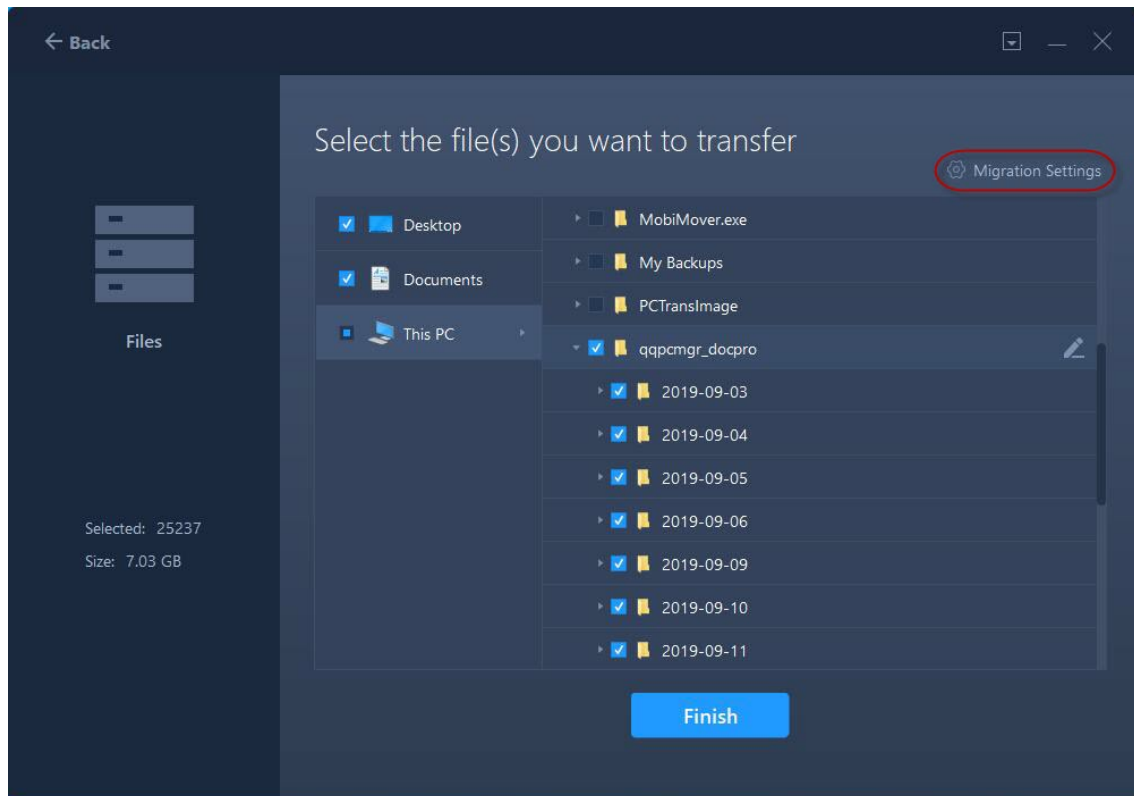 Back
Select the file(s) you want to transfer
Migration Settings
Desktop
Documents
This PC
MobiMover.exe
My Backups
PCTransImage
qqpcmgr_docpro
2019-09-03
2019-09-04
2019-09-05
2019-09-06
2019-09-09
2019-09-10
2019-09-11
Files
Selected: 25237
Size: 7.03 GB
Finish